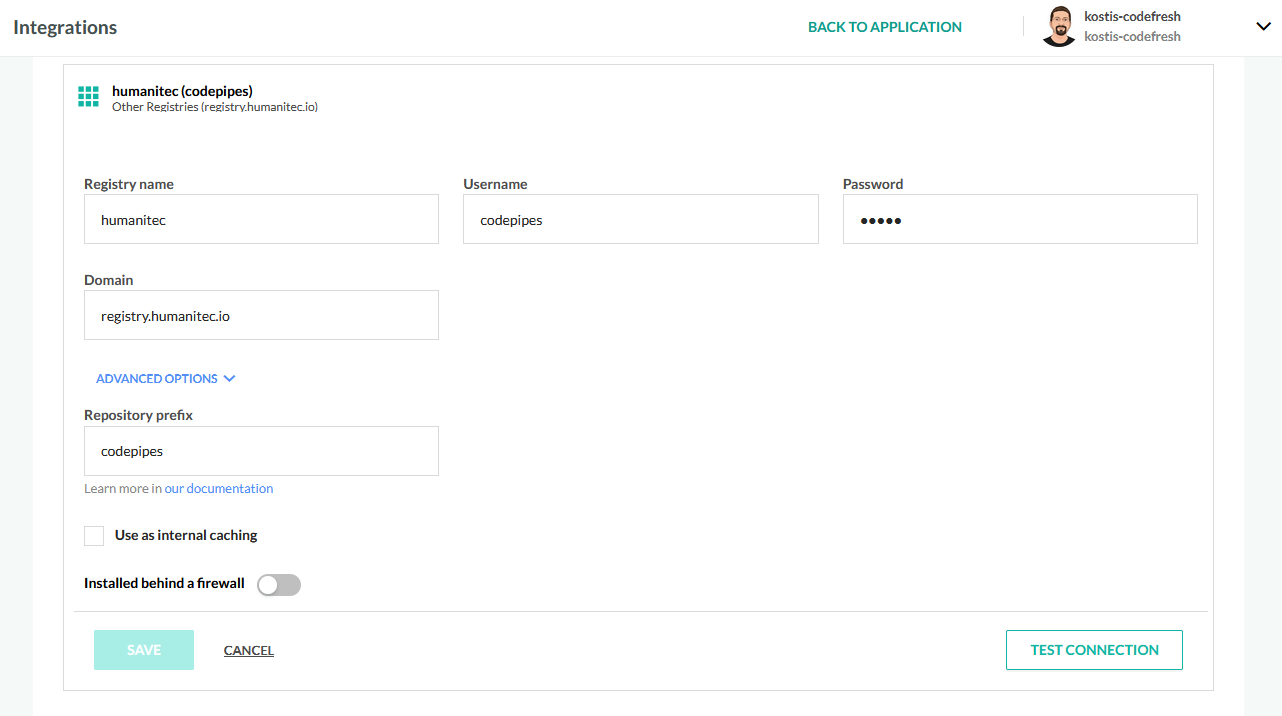 Integrations
BACK TO APPLICATION
kostis-codefresh
kostis-codefresh
humanitec (codepipes)
Other Registries (registry.humanitec.io)
Registry name
Username
Password
humanitec
codepipes
•••••
Domain
registry.humanitec.io
ADVANCED OPTIONS
Repository prefix
codepipes
Learn more in our documentation
Use as internal caching
Installed behind a firewall
SAVE
CANCEL
TEST CONNECTION